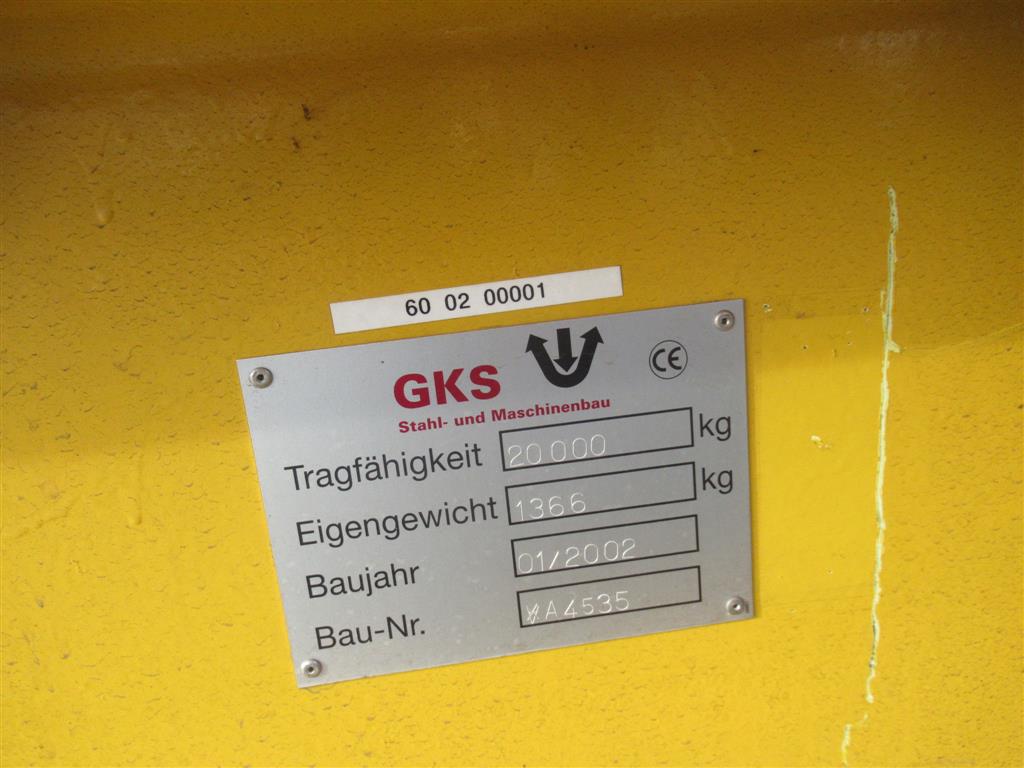 60 02 00001
GKS
CE
Stahl- und Maschinenbau
Tragfähigkeit 20000 kg
Eigengewicht 1366 kg
Baujahr 01/2002
Bau-Nr. A4535